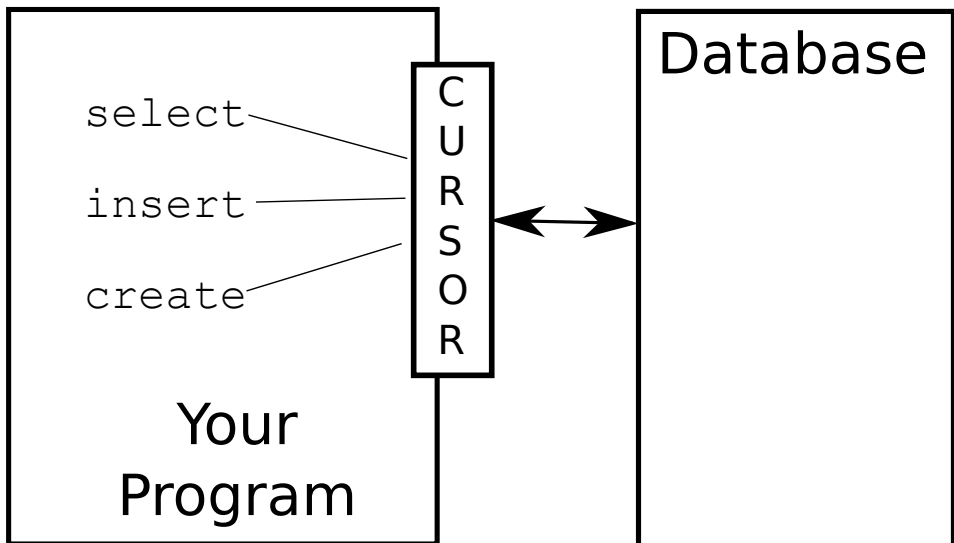 select
insert
create
Your
Program
C
U
R
S
O
R
Database